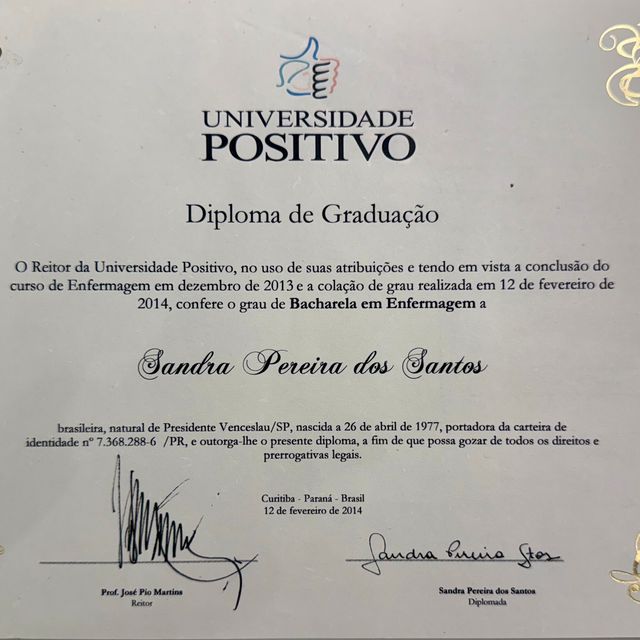 UNIVERSIDADE
POSITIVO
Diploma de Graduação
O Reitor da Universidade Positivo, no uso de suas atribuições e tendo em vista a conclusão do
curso de Enfermagem em dezembro de 2013 e a colação de grau realizada em 12 de fevereiro de
2014, confere o grau de Bacharela em Enfermagem a
Sandra Pereira dos Santos
brasileira, natural de Presidente Venceslau/SP, nascida a 26 de abril de 1977, portadora da carteira de
identidade nº 7.368.288-6 /PR, e outorga-lhe o presente diploma, a fim de que possa gozar de todos os direitos e
prerrogativas legais.
Curitiba - Paraná - Brasil
12 de fevereiro de 2014
Sandra Pereira Stos
Prof. José Pio Martins
Reitor
Sandra Pereira dos Santos
Diplomada